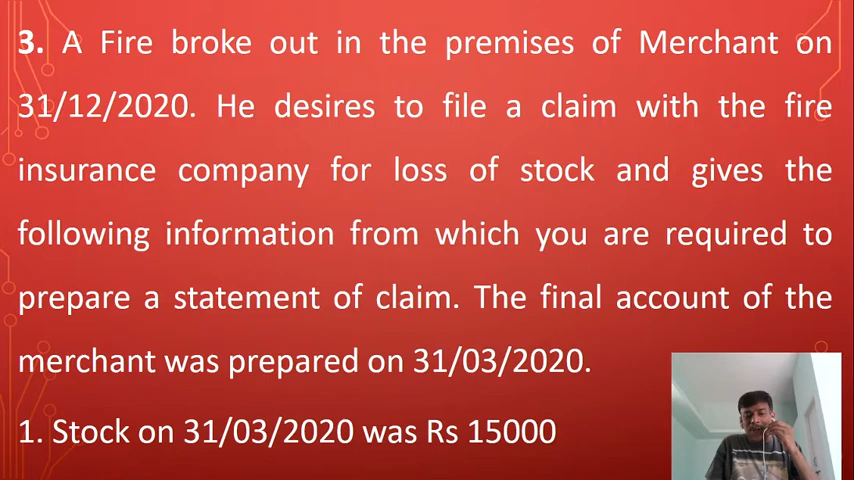 3. A Fire broke out in the premises of Merchant on
31/12/2020. He desires to file a claim with the fire
insurance company for loss of stock and gives the
following information from which you are required to
prepare a statement of claim. The final account of the
merchant was prepared on 31/03/2020.
1. Stock on 31/03/2020 was Rs 15000